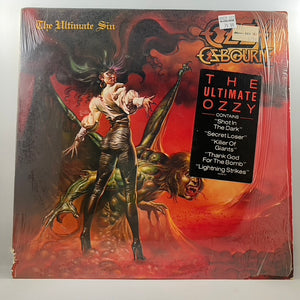 The Ultimate Sin
OZZY
OSBOURNE
THE
ULTIMATE
OZZY
CONTAINS
"Shot In
The Dark"
"Secret Loser"
"Killer Of
Giants"
"Thank God
For The Bomb"
"Lightning Strikes"